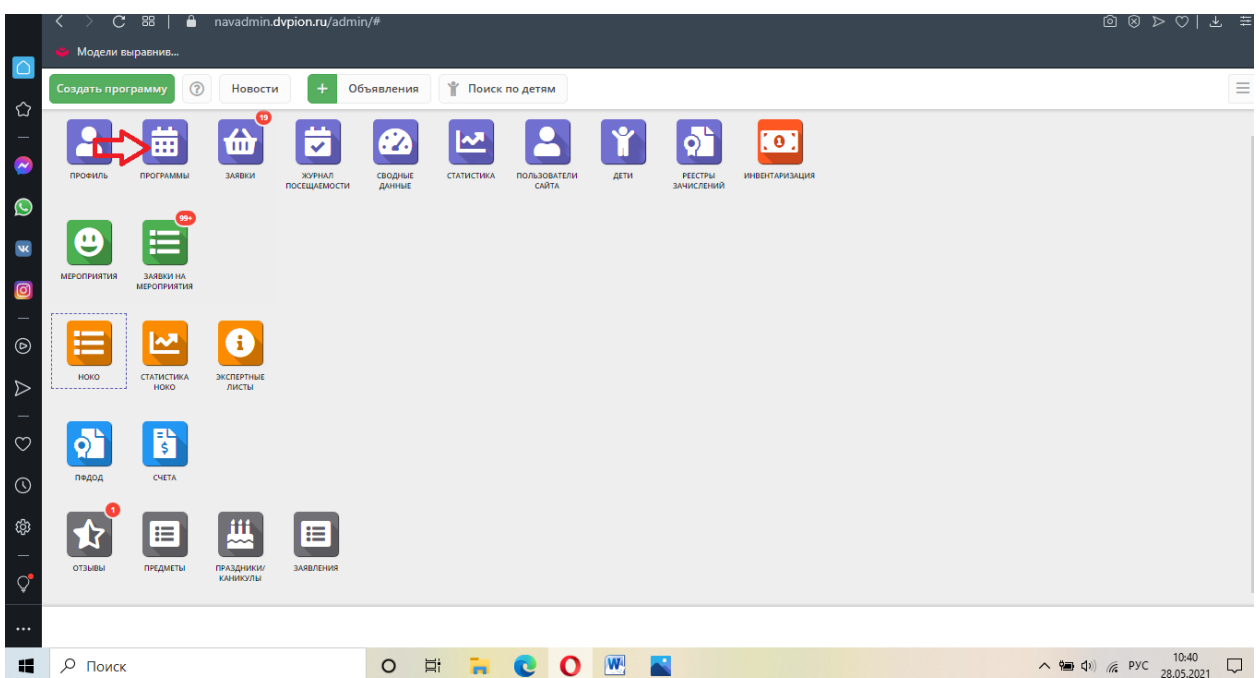 navadmin.dvpion.ru/admin/#
Модели выравнив...
Создать программу ? Новости + Объявления Поиск по детям
19
ПРОФИЛЬ ПРОГРАММЫ ЗАЯВКИ ЖУРНАЛ ПОСЕЩАЕМОСТИ СВОДНЫЕ ДАННЫЕ СТАТИСТИКА ПОЛЬЗОВАТЕЛИ САЙТА ДЕТИ РЕЕСТРЫ ЗАЧИСЛЕНИЙ ИНВЕНТАРИЗАЦИЯ
99+
МЕРОПРИЯТИЯ ЗАЯВКИ НА МЕРОПРИЯТИЯ
НОКО СТАТИСТИКА НОКО ЭКСПЕРТНЫЕ ЛИСТЫ
ПФДОД СЧЕТА
1
ОТЗЫВЫ ПРЕДМЕТЫ ПРАЗДНИКИ/ КАНИКУЛЫ ЗАЯВЛЕНИЯ
Поиск
РУС
10:40
28.05.2021